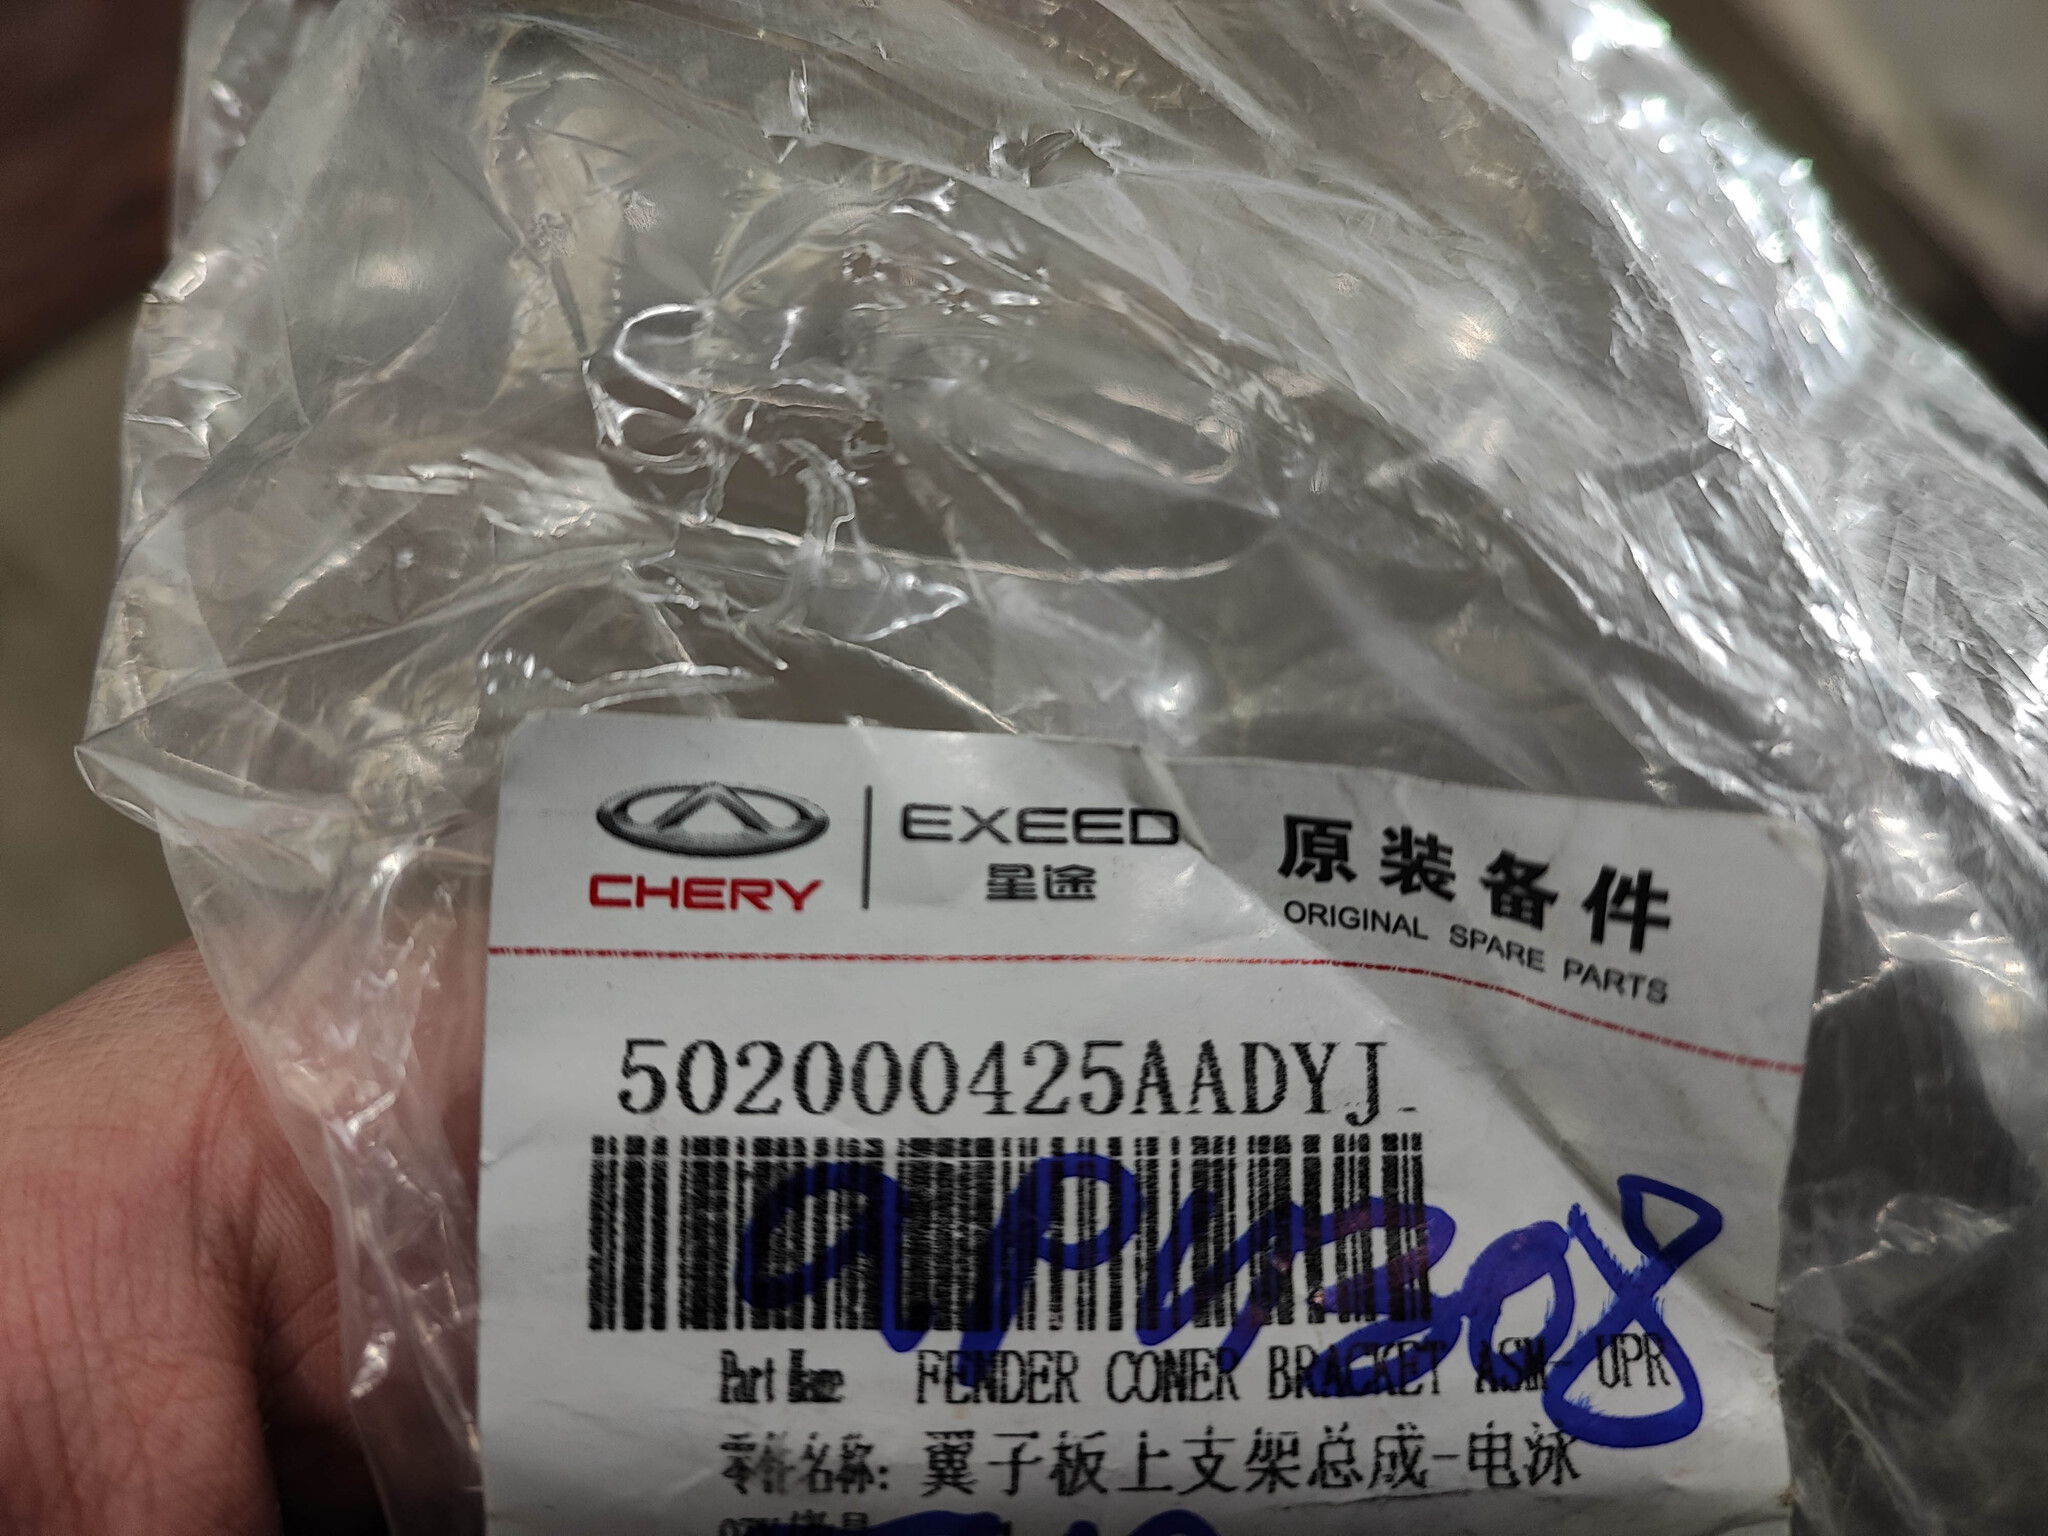 CHERY
EXEED
星途
原装备件
ORIGINAL SPARE PARTS
502000425AADYJ
Part Name FENDER CONER BRACKET ASM- UPR
零件名称: 翼子板上支架总成-电泳